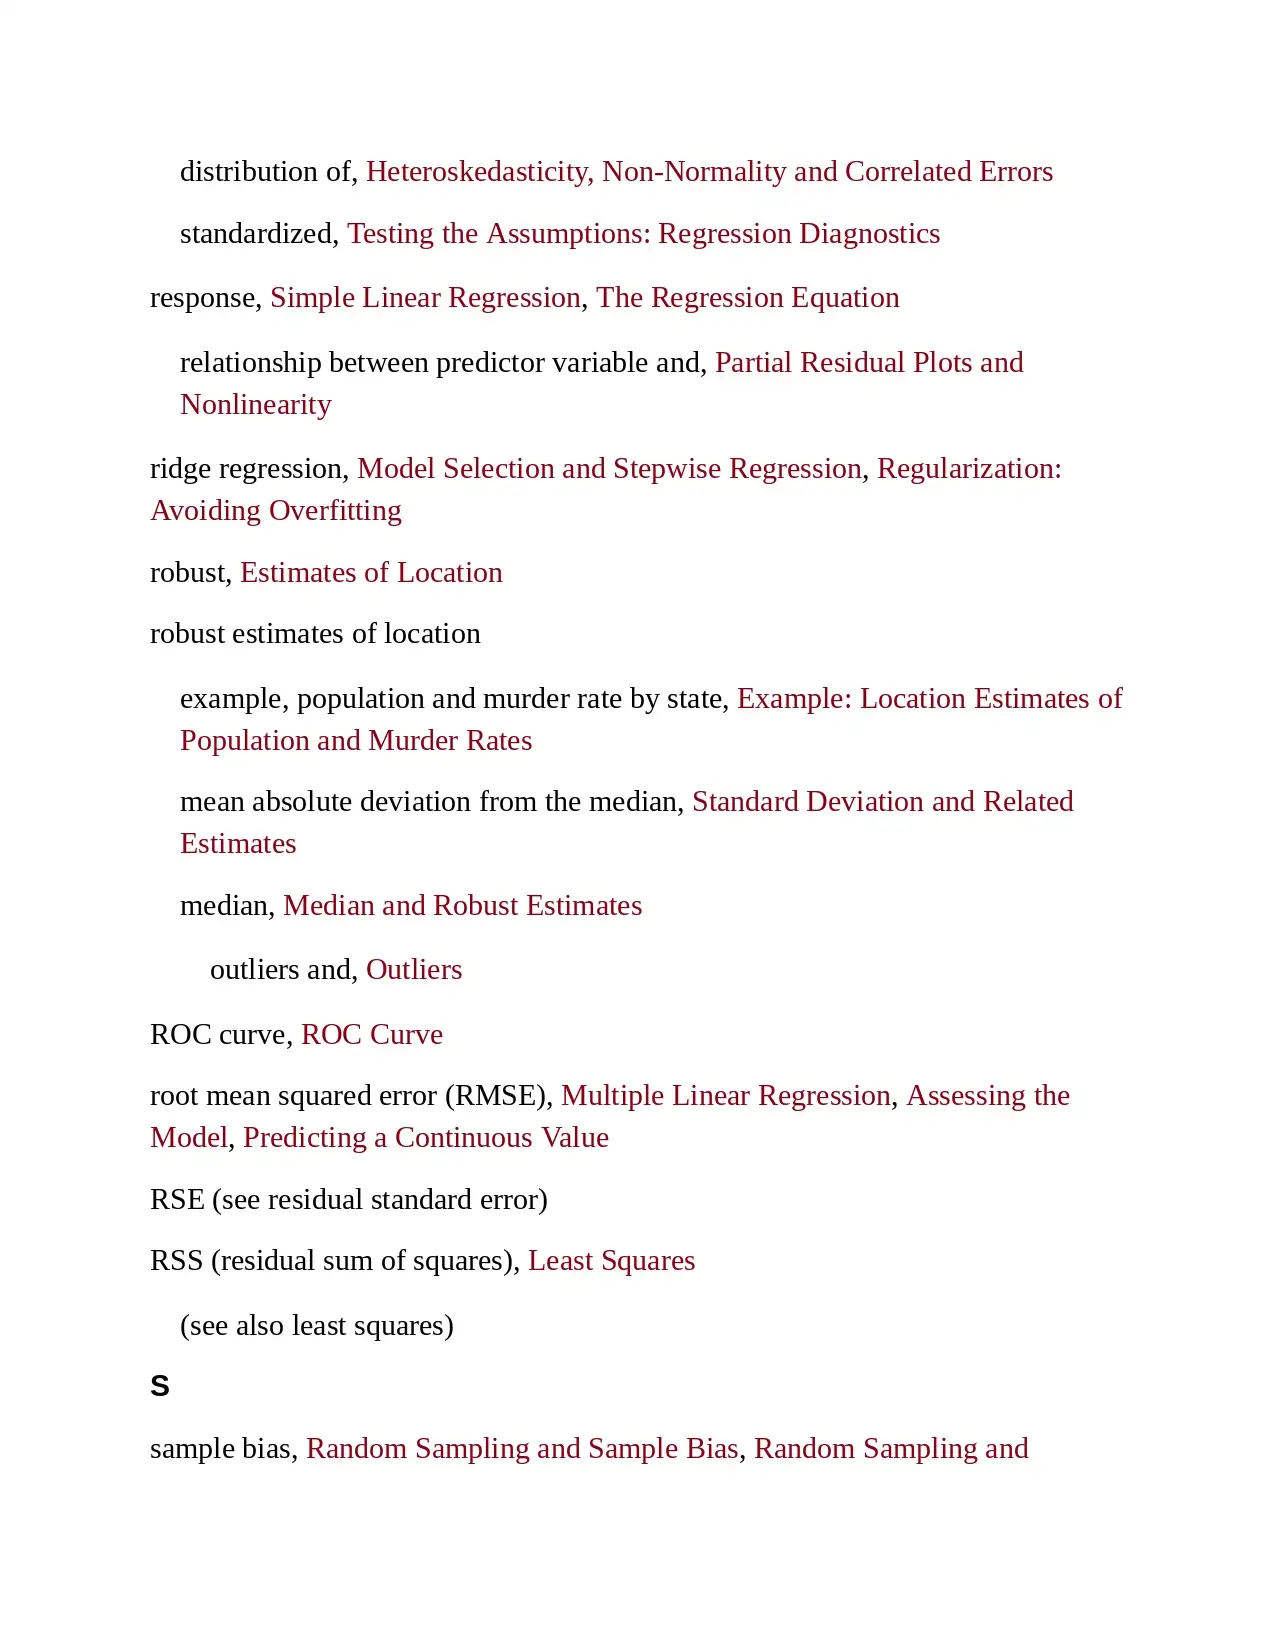 distribution of, Heteroskedasticity, Non-Normality and Correlated Errors
standardized, Testing the Assumptions: Regression Diagnostics
response, Simple Linear Regression, The Regression Equation
relationship between predictor variable and, Partial Residual Plots and
Nonlinearity
ridge regression, Model Selection and Stepwise Regression, Regularization:
Avoiding Overfitting
robust, Estimates of Location
robust estimates of location
example, population and murder rate by state, Example: Location Estimates of
Population and Murder Rates
mean absolute deviation from the median, Standard Deviation and Related
Estimates
median, Median and Robust Estimates
outliers and, Outliers
ROC curve, ROC Curve
root mean squared error (RMSE), Multiple Linear Regression, Assessing the
Model, Predicting a Continuous Value
RSE (see residual standard error)
RSS (residual sum of squares), Least Squares
(see also least squares)
S
sample bias, Random Sampling and Sample Bias, Random Sampling and